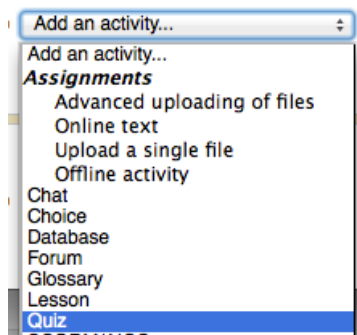 Add an activity...
Add an activity...
Assignments
Advanced uploading of files
Online text
Upload a single file
Offline activity
Chat
Choice
Database
Forum
Glossary
Lesson
Quiz